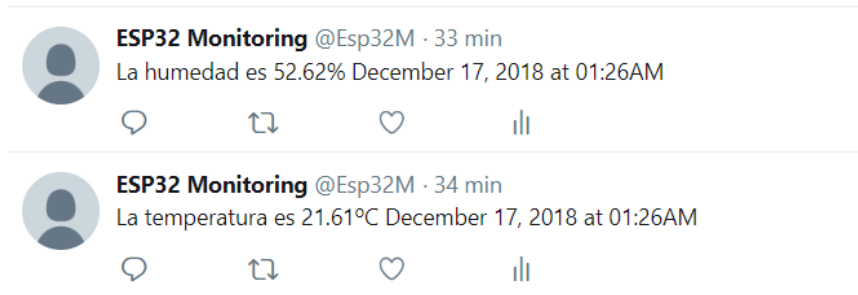 ESP32 Monitoring @Esp32M · 33 min
La humedad es 52.62% December 17, 2018 at 01:26AM
ESP32 Monitoring @Esp32M · 34 min
La temperatura es 21.61ºC December 17, 2018 at 01:26AM